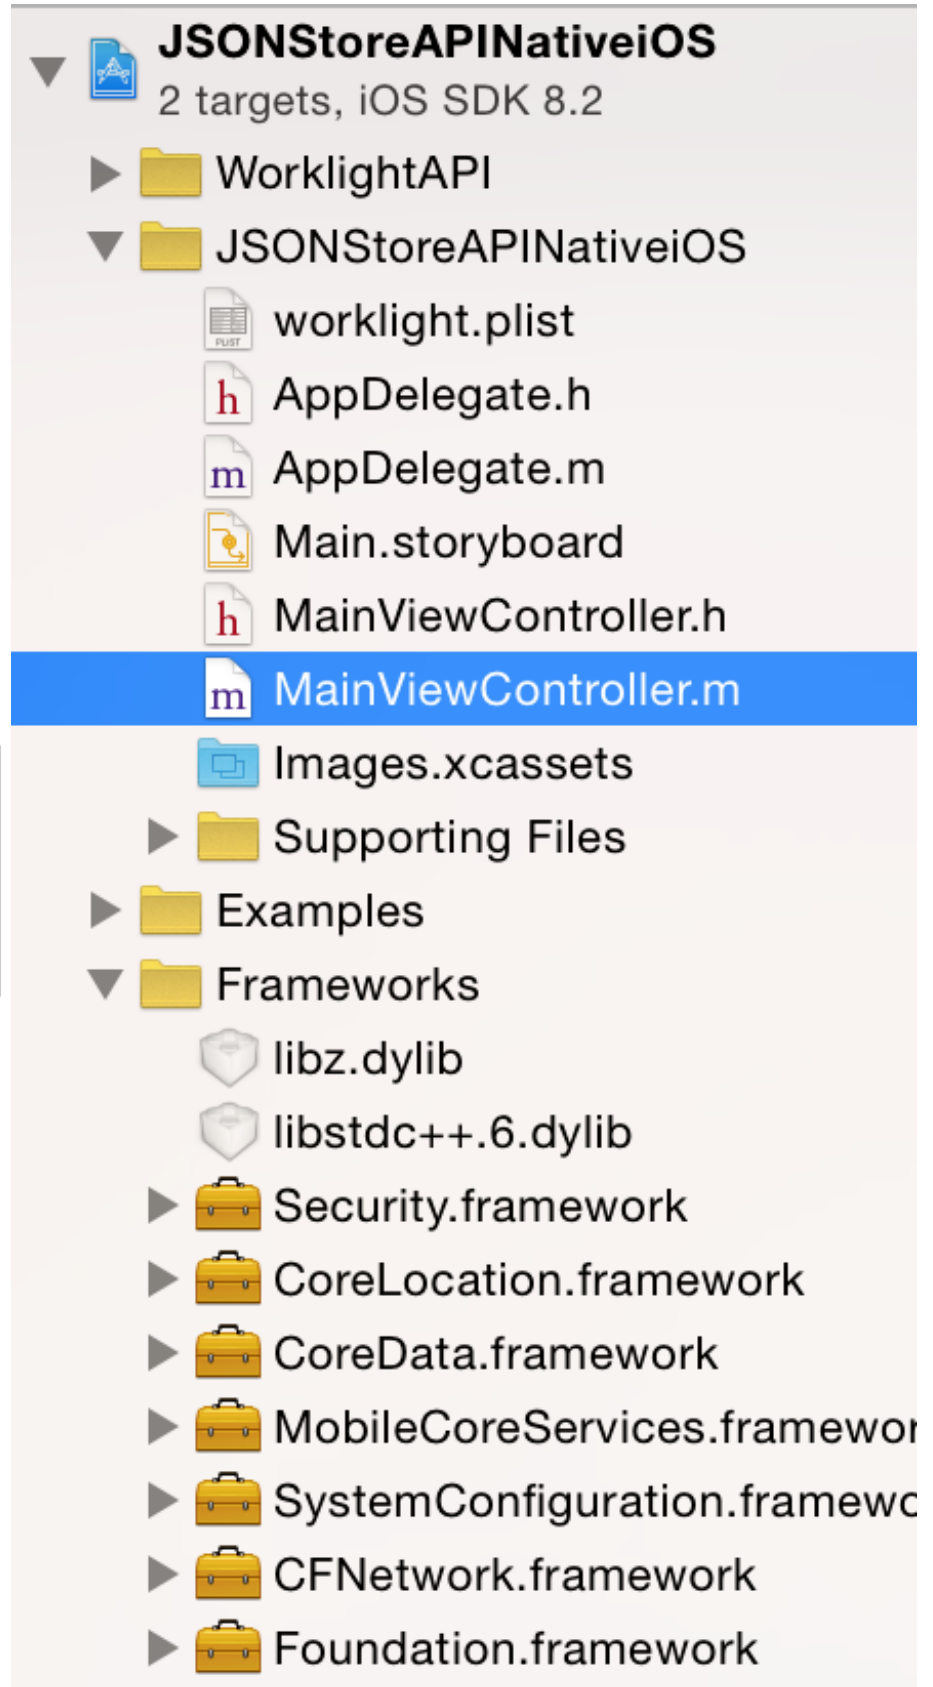 JSONStoreAPINativeiOS
2 targets, iOS SDK 8.2
WorklightAPI
JSONStoreAPINativeiOS
PLIST worklight.plist
h AppDelegate.h
m AppDelegate.m
Main.storyboard
h MainViewController.h
m MainViewController.m
Images.xcassets
Supporting Files
Examples
Frameworks
libz.dylib
libstdc++.6.dylib
Security.framework
CoreLocation.framework
CoreData.framework
MobileCoreServices.framewor
SystemConfiguration.framewo
CFNetwork.framework
Foundation.framework